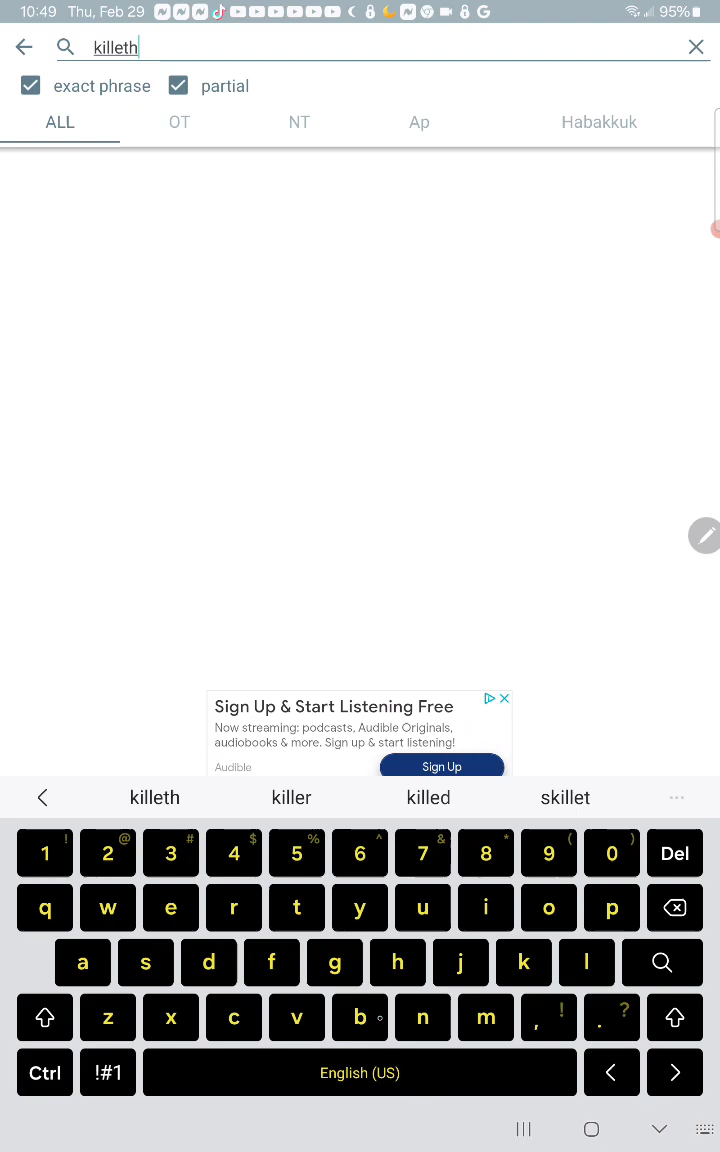 10:49 Thu, Feb 29 95%
killeth
exact phrase partial
ALL OT NT Ap Habakkuk
Sign Up & Start Listening Free
Now streaming: podcasts, Audible Originals,
audiobooks & more. Sign up & start listening!
Audible Sign Up
killeth killer killed skillet ...
1 ! 2 @ 3 # 4 $ 5 % 6 ^ 7 & 8 * 9 ( 0 ) Del
q w e r t y u i o p
a s d f g h j k l
z x c v b n m , ! . ?
Ctrl !#1 English (US) < >